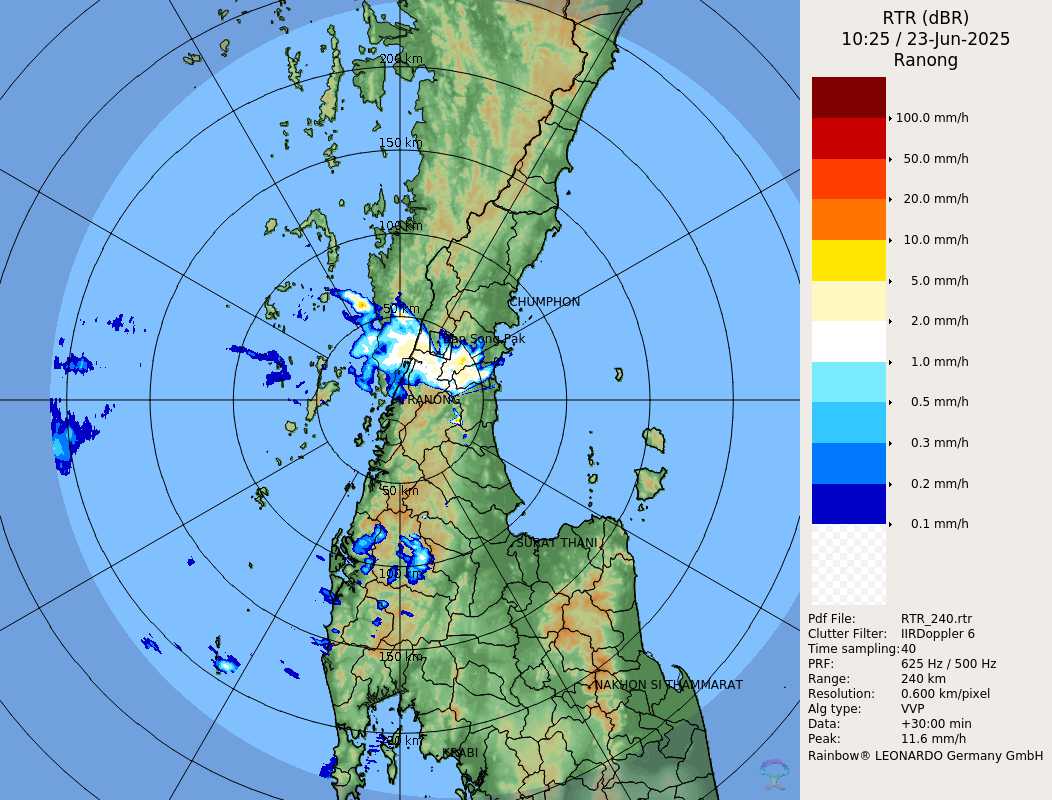 RTR (dBR)
10:25 / 23-Jun-2025
Ranong
100.0 mm/h
50.0 mm/h
20.0 mm/h
10.0 mm/h
5.0 mm/h
2.0 mm/h
1.0 mm/h
0.5 mm/h
0.3 mm/h
0.2 mm/h
0.1 mm/h
Pdf File: RTR_240.rtr
Clutter Filter: IIRDoppler 6
Time sampling:40
PRF: 625 Hz / 500 Hz
Range: 240 km
Resolution: 0.600 km/pixel
Alg type: VVP
Data: +30:00 min
Peak: 11.6 mm/h
Rainbow® LEONARDO Germany GmbH
200 km
150 km
100 km
50 km
CHUMPHON
Ban Song Pak
RANONG
50 km
SURAT THANI
100 km
150 km
NAKHON SI THAMMARAT
200 km
KRABI